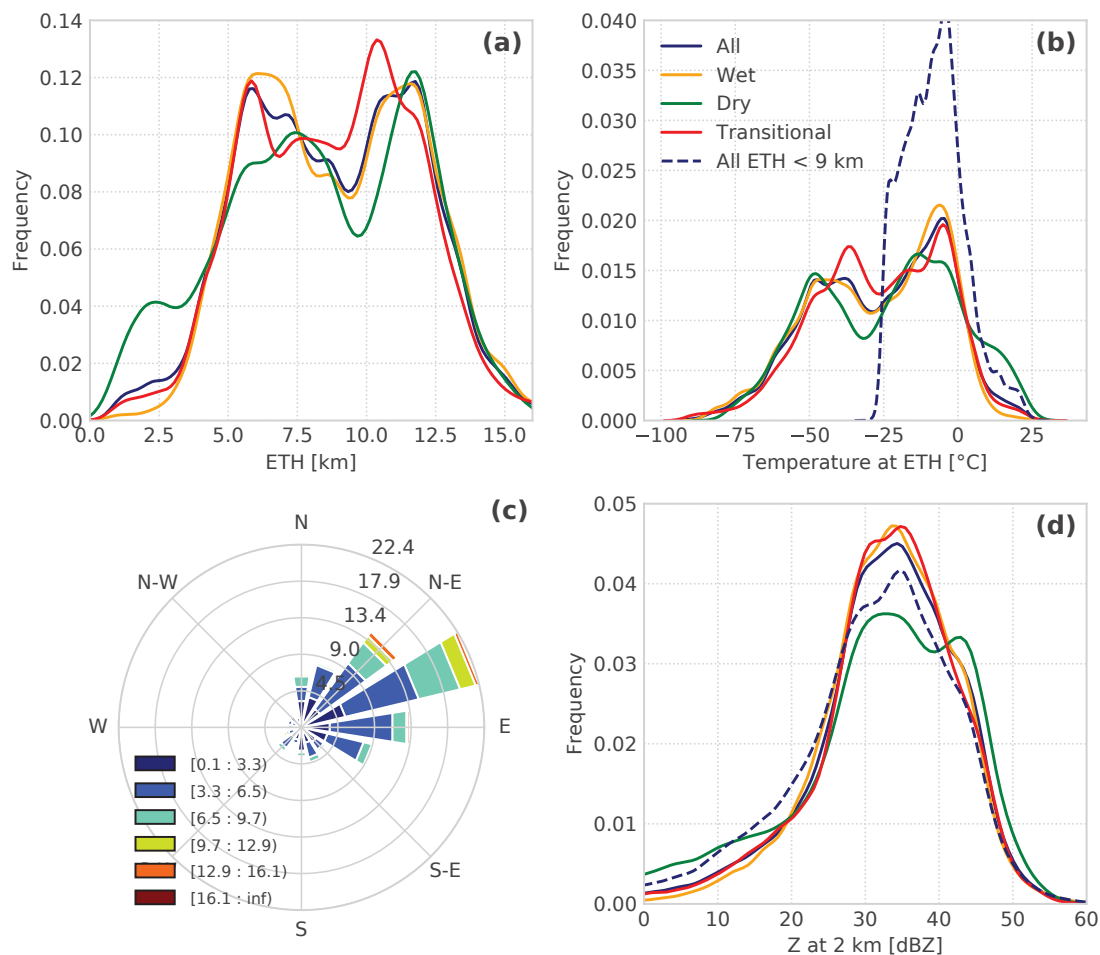 (a)
0.14
0.12
0.10
0.08
0.06
0.04
0.02
0.00
Frequency
0.0 2.5 5.0 7.5 10.0 12.5 15.0
ETH [km]
(b)
0.040
0.035
0.030
0.025
0.020
0.015
0.010
0.005
0.000
Frequency
All
Wet
Dry
Transitional
All ETH < 9 km
−100 −75 −50 −25 0 25
Temperature at ETH [°C]
(c)
N
N-W
N-E
22.4
17.9
13.4
9.0
4.5
W
E
S-E
S
[0.1 : 3.3)
[3.3 : 6.5)
[6.5 : 9.7)
[9.7 : 12.9)
[12.9 : 16.1)
[16.1 : inf)
(d)
0.05
0.04
0.03
0.02
0.01
0.00
Frequency
0 10 20 30 40 50 60
Z at 2 km [dBZ]